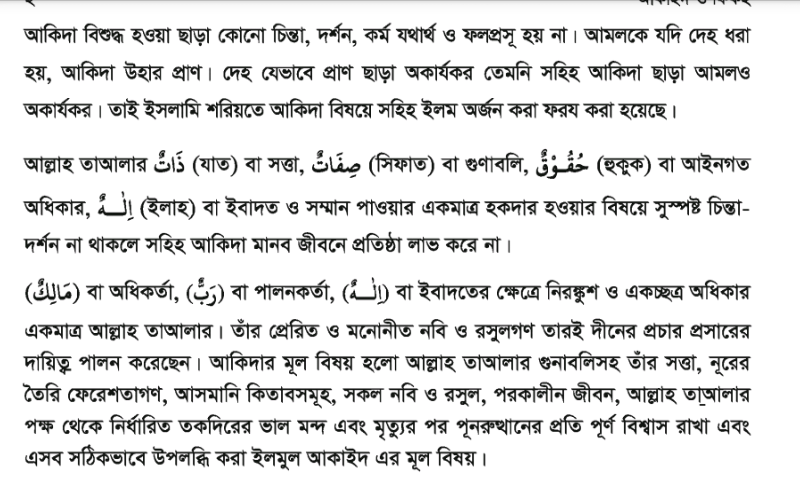 আকিদা বিশুদ্ধ হওয়া ছাড়া কোনো চিন্তা, দর্শন, কর্ম যথার্থ ও ফলপ্রসূ হয় না। আমলকে যদি দেহ ধরা
হয়, আকিদা উহার প্রাণ। দেহ যেভাবে প্রাণ ছাড়া অকার্যকর তেমনি সহিহ আকিদা ছাড়া আমলও
অকার্যকর। তাই ইসলামি শরিয়তে আকিদা বিষয়ে সহিহ ইলম অর্জন করা ফরয করা হয়েছে।
আল্লাহ তাআলার ذَاتٌ (যাত) বা সত্তা, صِفَاتٌ (সিফাত) বা গুণাবলি, حُقُوْقٌ (হুকুক) বা আইনগত
অধিকার, اِلٰـهٌ (ইলাহ) বা ইবাদত ও সম্মান পাওয়ার একমাত্র হকদার হওয়ার বিষয়ে সুস্পষ্ট চিন্তা-
দর্শন না থাকলে সহিহ আকিদা মানব জীবনে প্রতিষ্ঠা লাভ করে না।
(مَالِكٌ) বা অধিকর্তা, (رَبٌّ) বা পালনকর্তা, (اِلٰـهٌ) বা ইবাদতের ক্ষেত্রে নিরঙ্কুশ ও একচ্ছত্র অধিকার
একমাত্র আল্লাহ তাআলার। তাঁর প্রেরিত ও মনোনীত নবি ও রসুলগণ তারই দীনের প্রচার প্রসারের
দায়িত্ব পালন করেছেন। আকিদার মূল বিষয় হলো আল্লাহ তাআলার গুনাবলিসহ তাঁর সত্তা, নূরের
তৈরি ফেরেশতাগণ, আসমানি কিতাবসমূহ, সকল নবি ও রসুল, পরকালীন জীবন, আল্লাহ তাআলার
পক্ষ থেকে নির্ধারিত তকদিরের ভাল মন্দ এবং মৃত্যুর পর পূনরুত্থানের প্রতি পূর্ণ বিশ্বাস রাখা এবং
এসব সঠিকভাবে উপলব্ধি করা ইলমুল আকাইদ এর মূল বিষয়।